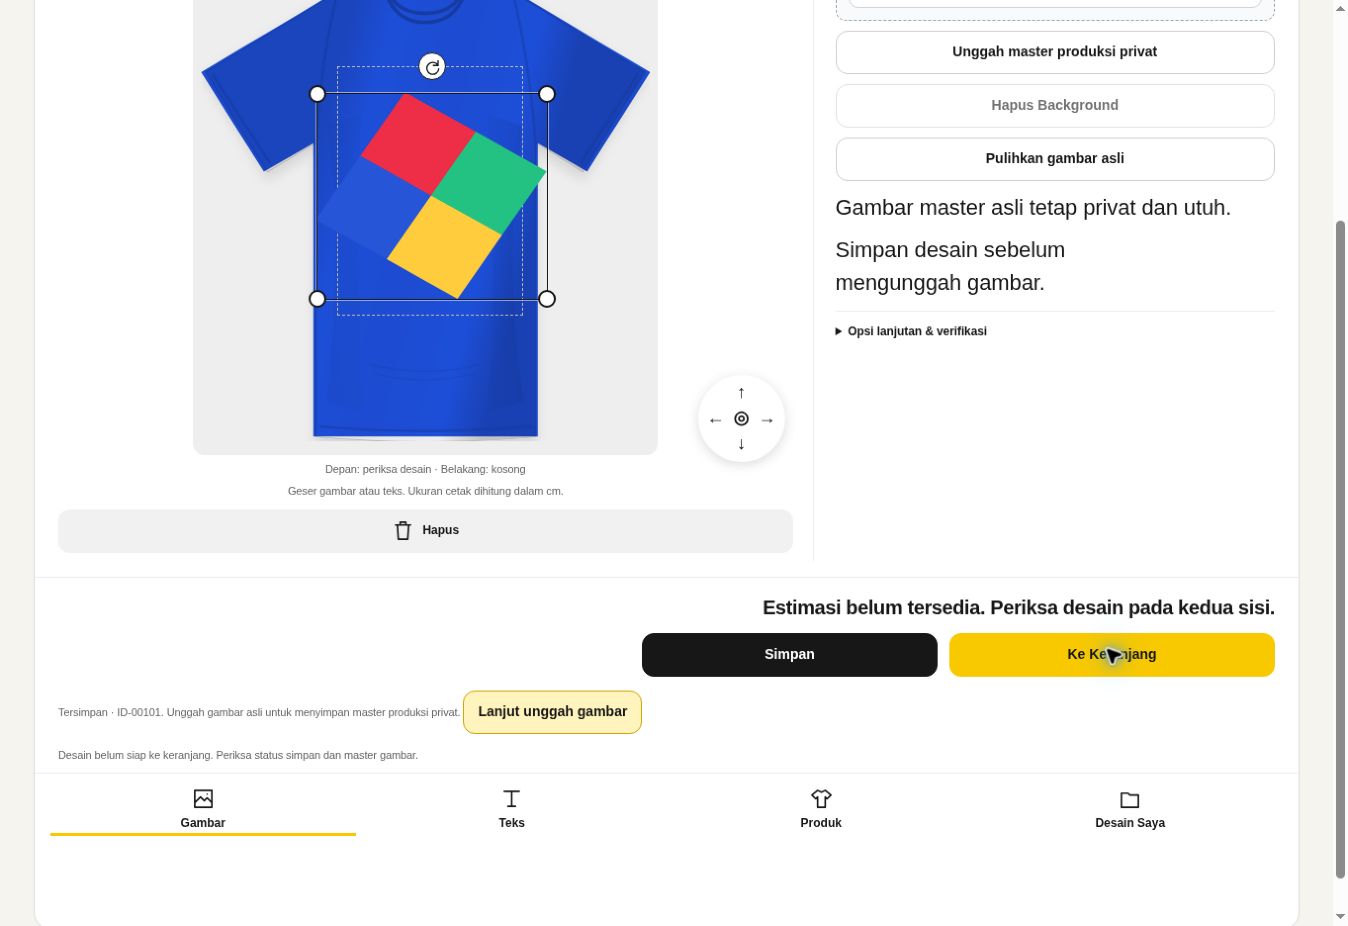 Unggah master produksi privat
Hapus Background
Pulihkan gambar asli
Gambar master asli tetap privat dan utuh.
Simpan desain sebelum
mengunggah gambar.
Opsi lanjutan & verifikasi
Depan: periksa desain · Belakang: kosong
Geser gambar atau teks. Ukuran cetak dihitung dalam cm.
Hapus
Estimasi belum tersedia. Periksa desain pada kedua sisi.
Simpan
Ke Keranjang
Tersimpan · ID-00101. Unggah gambar asli untuk menyimpan master produksi privat.
Lanjut unggah gambar
Desain belum siap ke keranjang. Periksa status simpan dan master gambar.
Gambar
Teks
Produk
Desain Saya